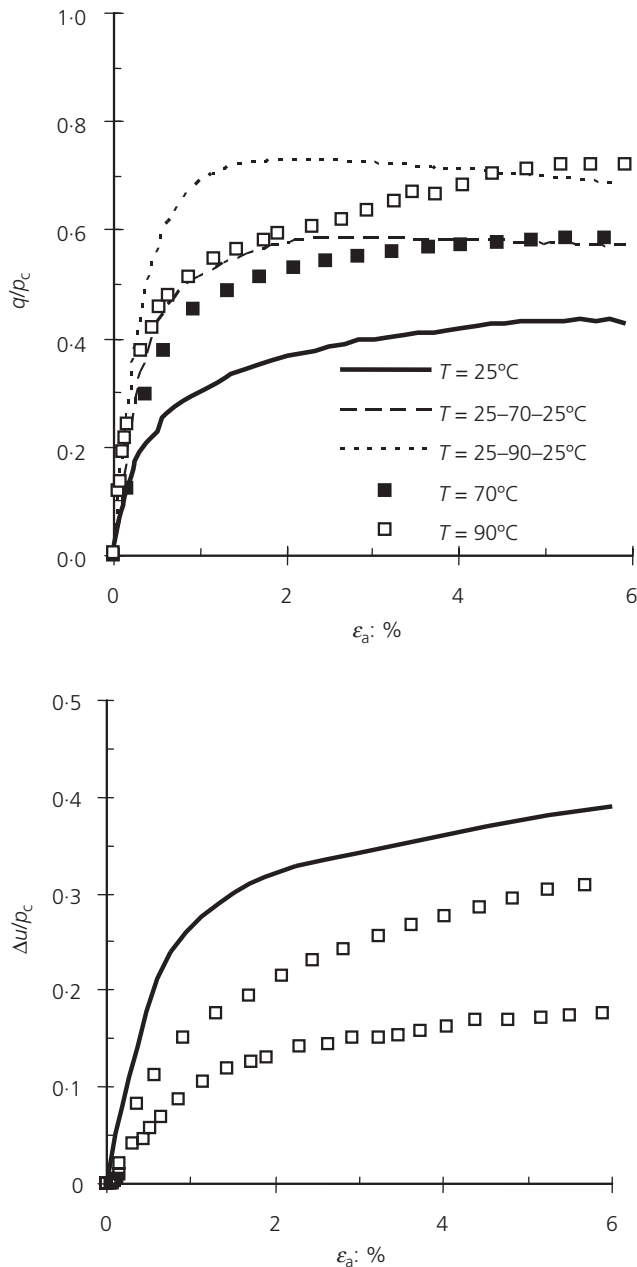 1·0
0·8
0·6
0·4
0·2
0·0
q/pc
T = 25ºC
T = 25–70–25ºC
T = 25–90–25ºC
T = 70ºC
T = 90ºC
0 2 4 6
εa: %
0·5
0·4
0·3
0·2
0·1
0
Δu/pc
0 2 4 6
εa: %